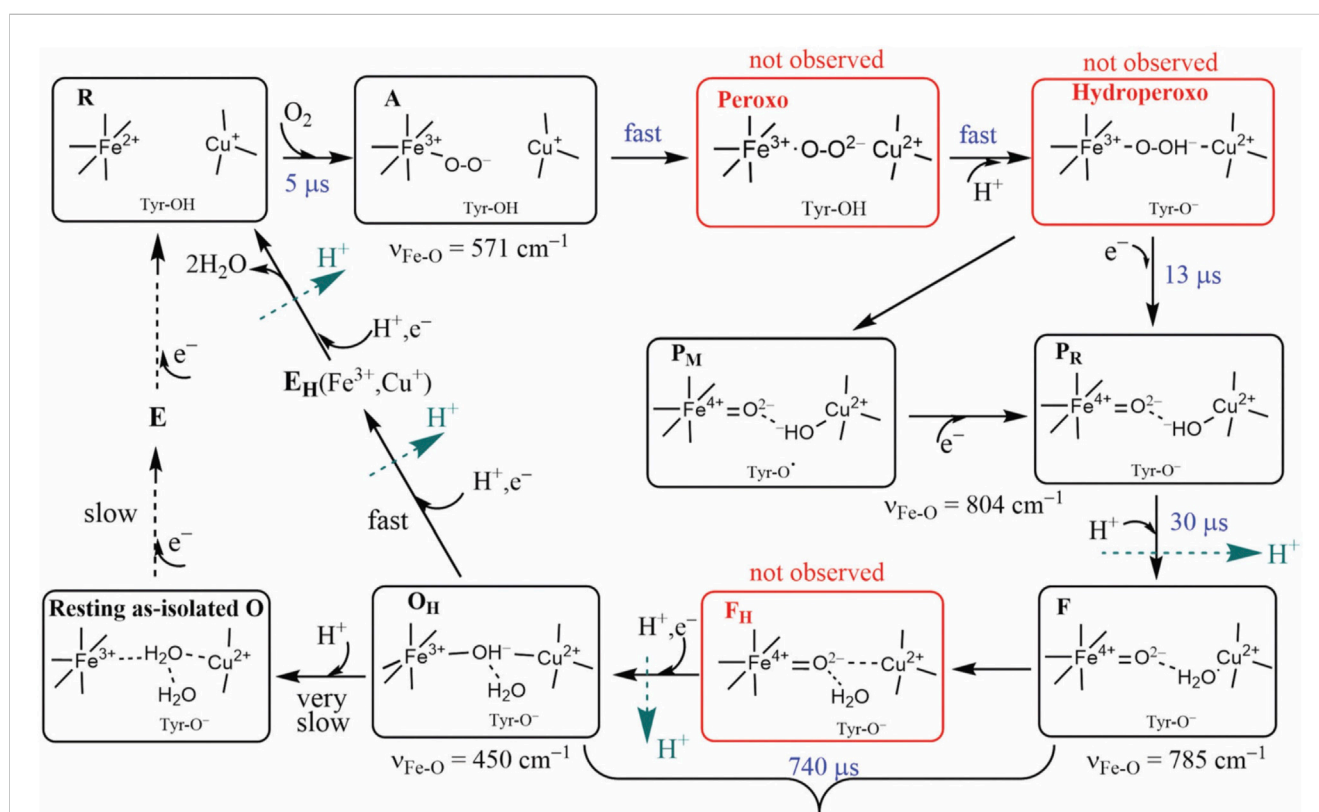 not observed
not observed
R
Fe2+
Cu+
Tyr-OH
O2
5 µs
A
Fe3+
O-O−
Cu+
Tyr-OH
νFe-O = 571 cm−1
fast
Peroxo
Fe3+·O-O2− Cu2+
Tyr-OH
fast
H+
Hydroperoxo
Fe3+ -O-OH− -Cu2+
Tyr-O−
2H2O
H+
H+,e−
e−
13 µs
EH(Fe3+,Cu+)
PM
Fe4+=O2−
−HO
Cu2+
Tyr-O•
e−
PR
Fe4+=O2−
−HO
Cu2+
Tyr-O−
νFe-O = 804 cm−1
e−
E
H+
H+,e−
fast
slow
e−
H+
30 µs
H+
not observed
Resting as-isolated O
Fe3+
H2O
Cu2+
H2O
Tyr-O−
H+
very
slow
OH
Fe3+
OH−
Cu2+
H2O
Tyr-O−
νFe-O = 450 cm−1
H+,e−
H+
FH
Fe4+=O2−
Cu2+
H2O
Tyr-O−
F
Fe4+=O2−
H2O
Cu2+
Tyr-O−
740 µs
νFe-O = 785 cm−1